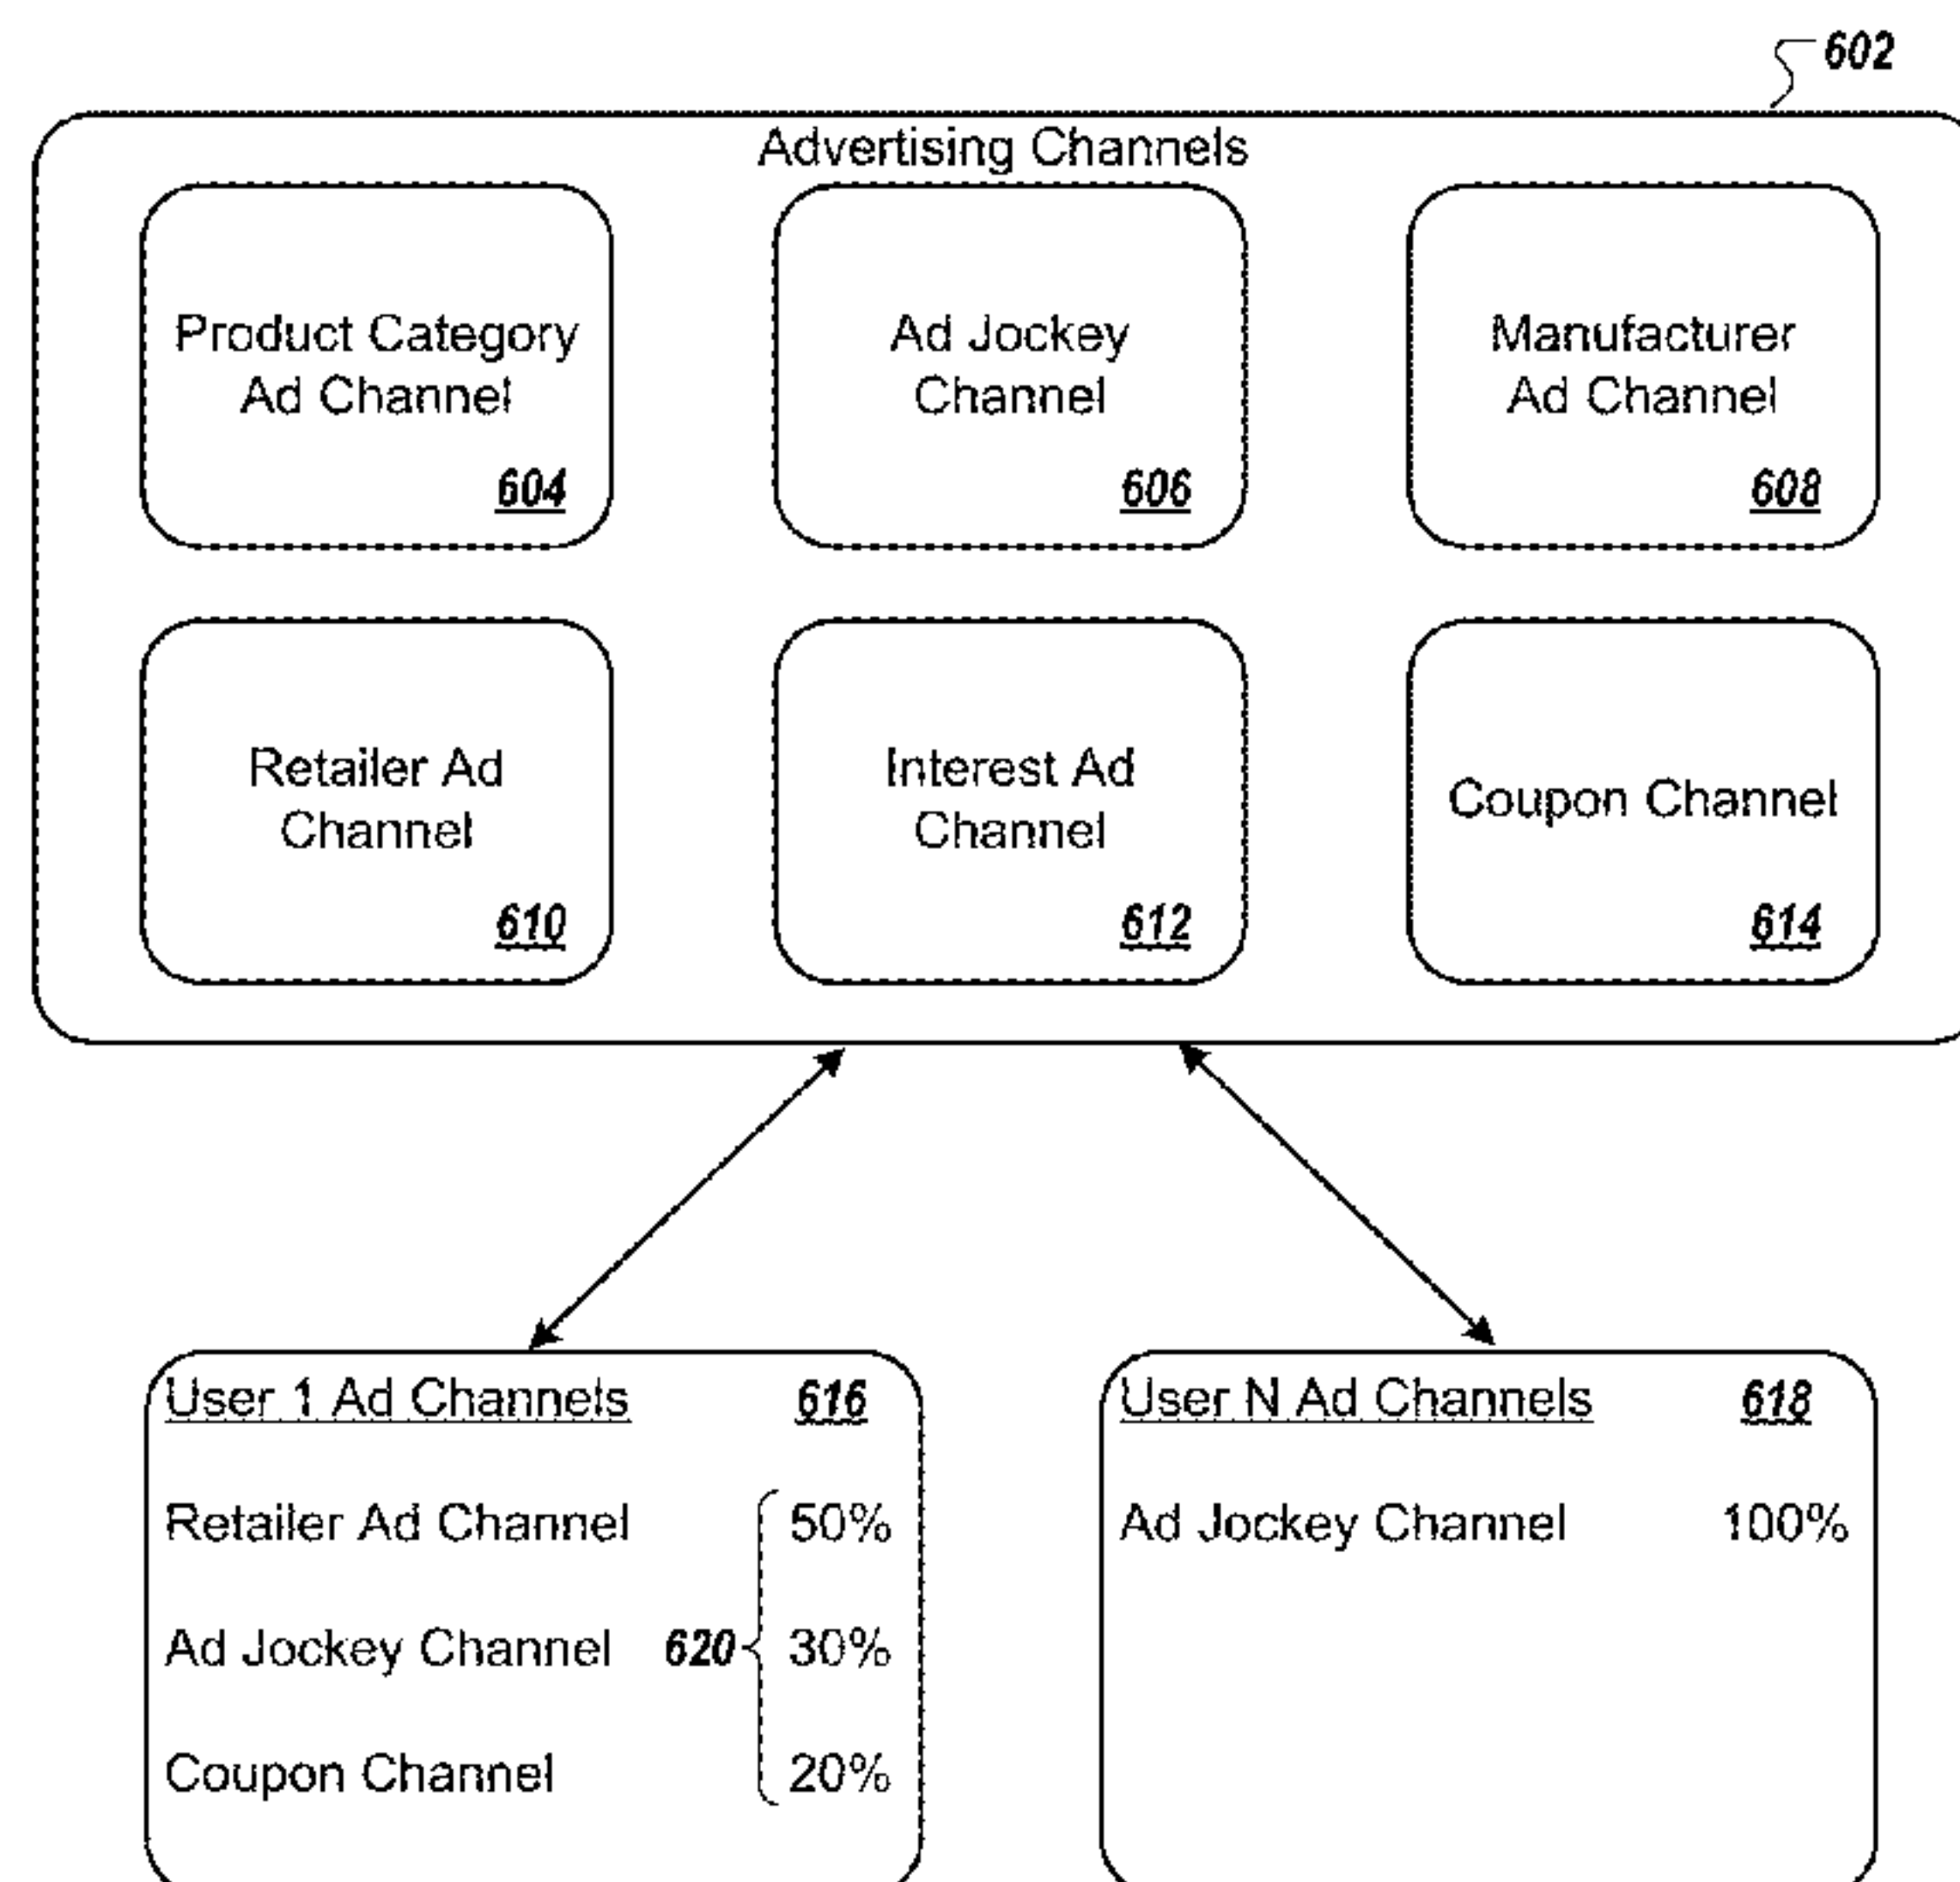 602
Advertising Channels
Product Category
Ad Channel
604
Ad Jockey
Channel
606
Manufacturer
Ad Channel
608
Retailer Ad
Channel
610
Interest Ad
Channel
612
Coupon Channel
614
User 1 Ad Channels 616
Retailer Ad Channel 50%
Ad Jockey Channel 620 30%
Coupon Channel 20%
User N Ad Channels 618
Ad Jockey Channel 100%